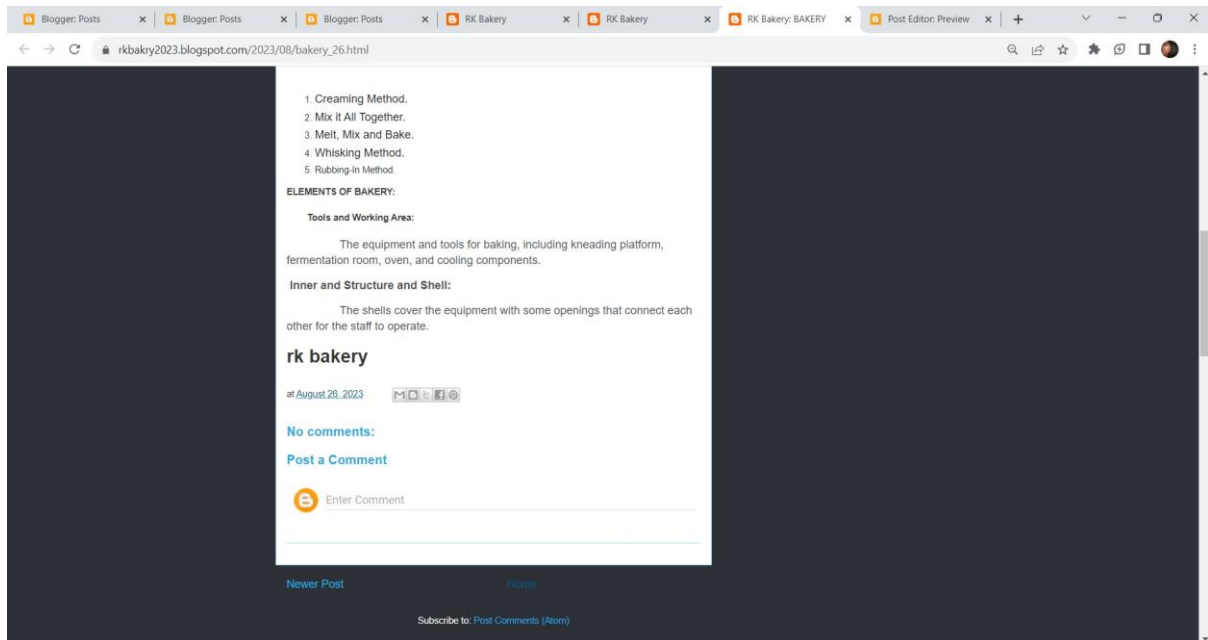 Blogger: Posts Blogger: Posts Blogger: Posts RK Bakery RK Bakery RK Bakery: BAKERY Post Editor: Preview
rkbakry2023.blogspot.com/2023/08/bakery_26.html
1. Creaming Method.
2. Mix it All Together.
3. Melt, Mix and Bake.
4. Whisking Method.
5. Rubbing-In Method.
ELEMENTS OF BAKERY:
Tools and Working Area:
The equipment and tools for baking, including kneading platform,
fermentation room, oven, and cooling components.
Inner and Structure and Shell:
The shells cover the equipment with some openings that connect each
other for the staff to operate.
rk bakery
at August 26, 2023
No comments:
Post a Comment
Enter Comment
Newer Post Home
Subscribe to: Post Comments (Atom)